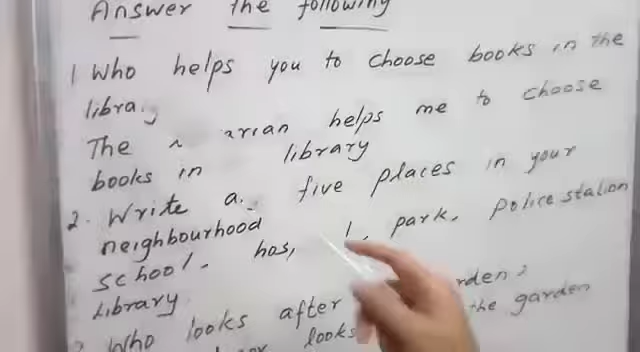 Answer the following
1 Who helps you to choose books in the
The helps me to choose
books in library
2. Write five places in your
neighbourhood
school, park, police station
Library
Who looks after
looks the garden